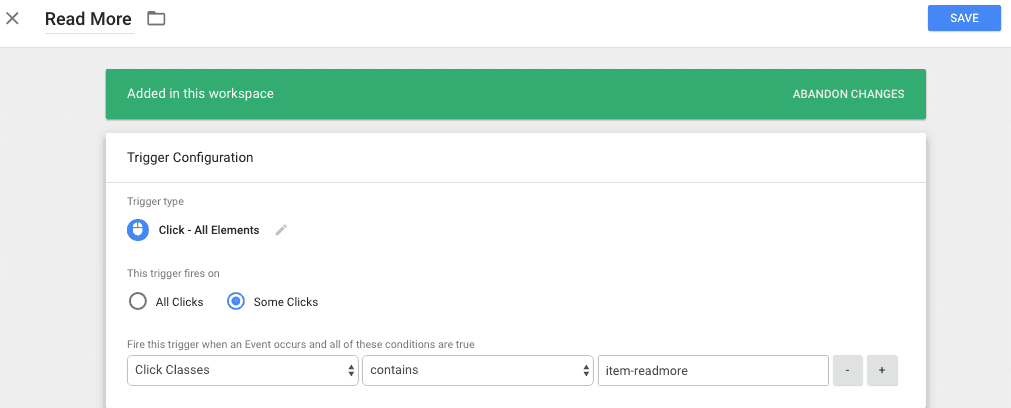 Read More
SAVE
Added in this workspace
ABANDON CHANGES
Trigger Configuration
Trigger type
Click - All Elements
This trigger fires on
All Clicks
Some Clicks
Fire this trigger when an Event occurs and all of these conditions are true
Click Classes
contains
item-readmore
-
+